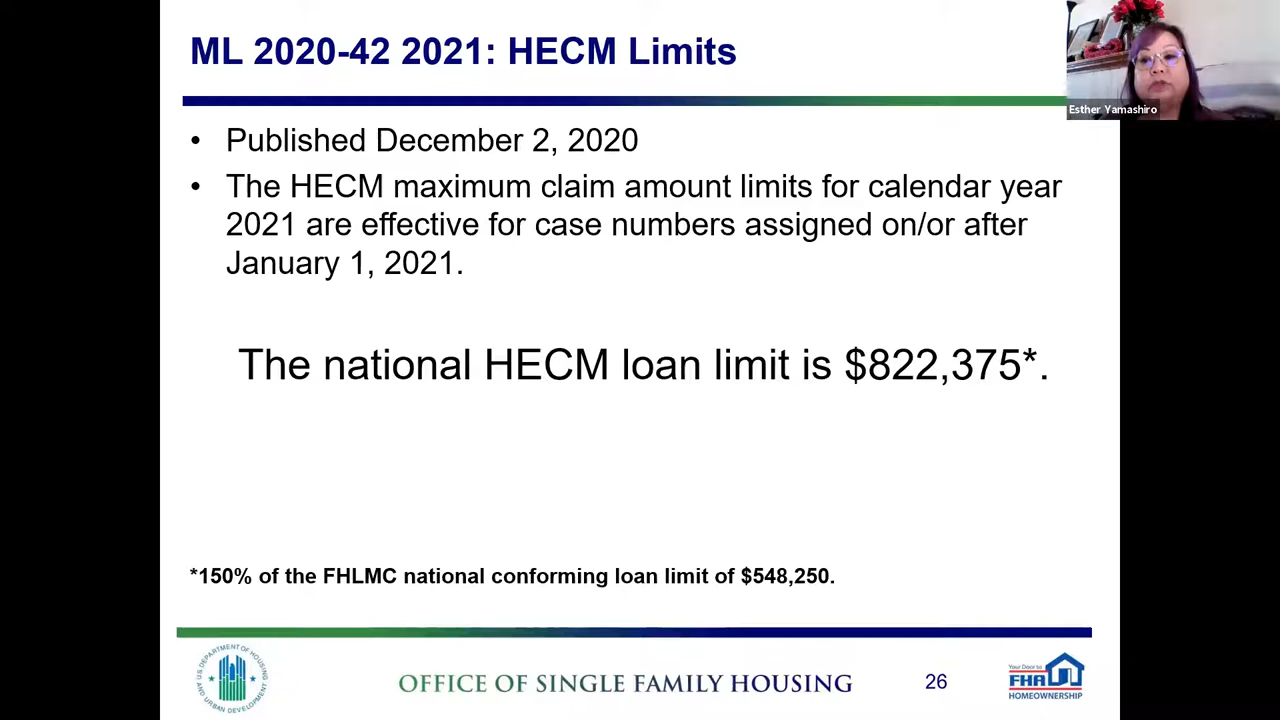 ML 2020-42 2021: HECM Limits
Esther Yamashiro
• Published December 2, 2020
• The HECM maximum claim amount limits for calendar year
2021 are effective for case numbers assigned on/or after
January 1, 2021.
The national HECM loan limit is $822,375*.
*150% of the FHLMC national conforming loan limit of $548,250.
U.S. DEPARTMENT OF HOUSING
AND URBAN DEVELOPMENT
OFFICE OF SINGLE FAMILY HOUSING
26
Your Door to
FHA
HOMEOWNERSHIP